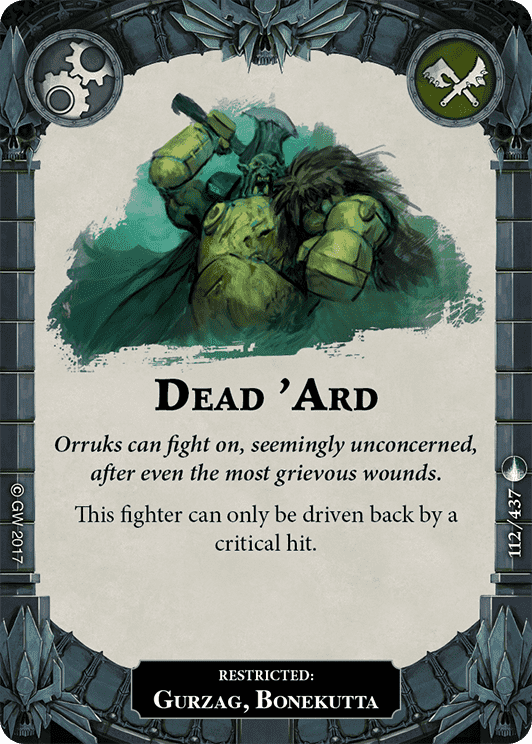 Dead ’Ard
Orruks can fight on, seemingly unconcerned,
after even the most grievous wounds.
This fighter can only be driven back by a
critical hit.
© GW 2017
112/437
RESTRICTED:
Gurzag, Bonekutta